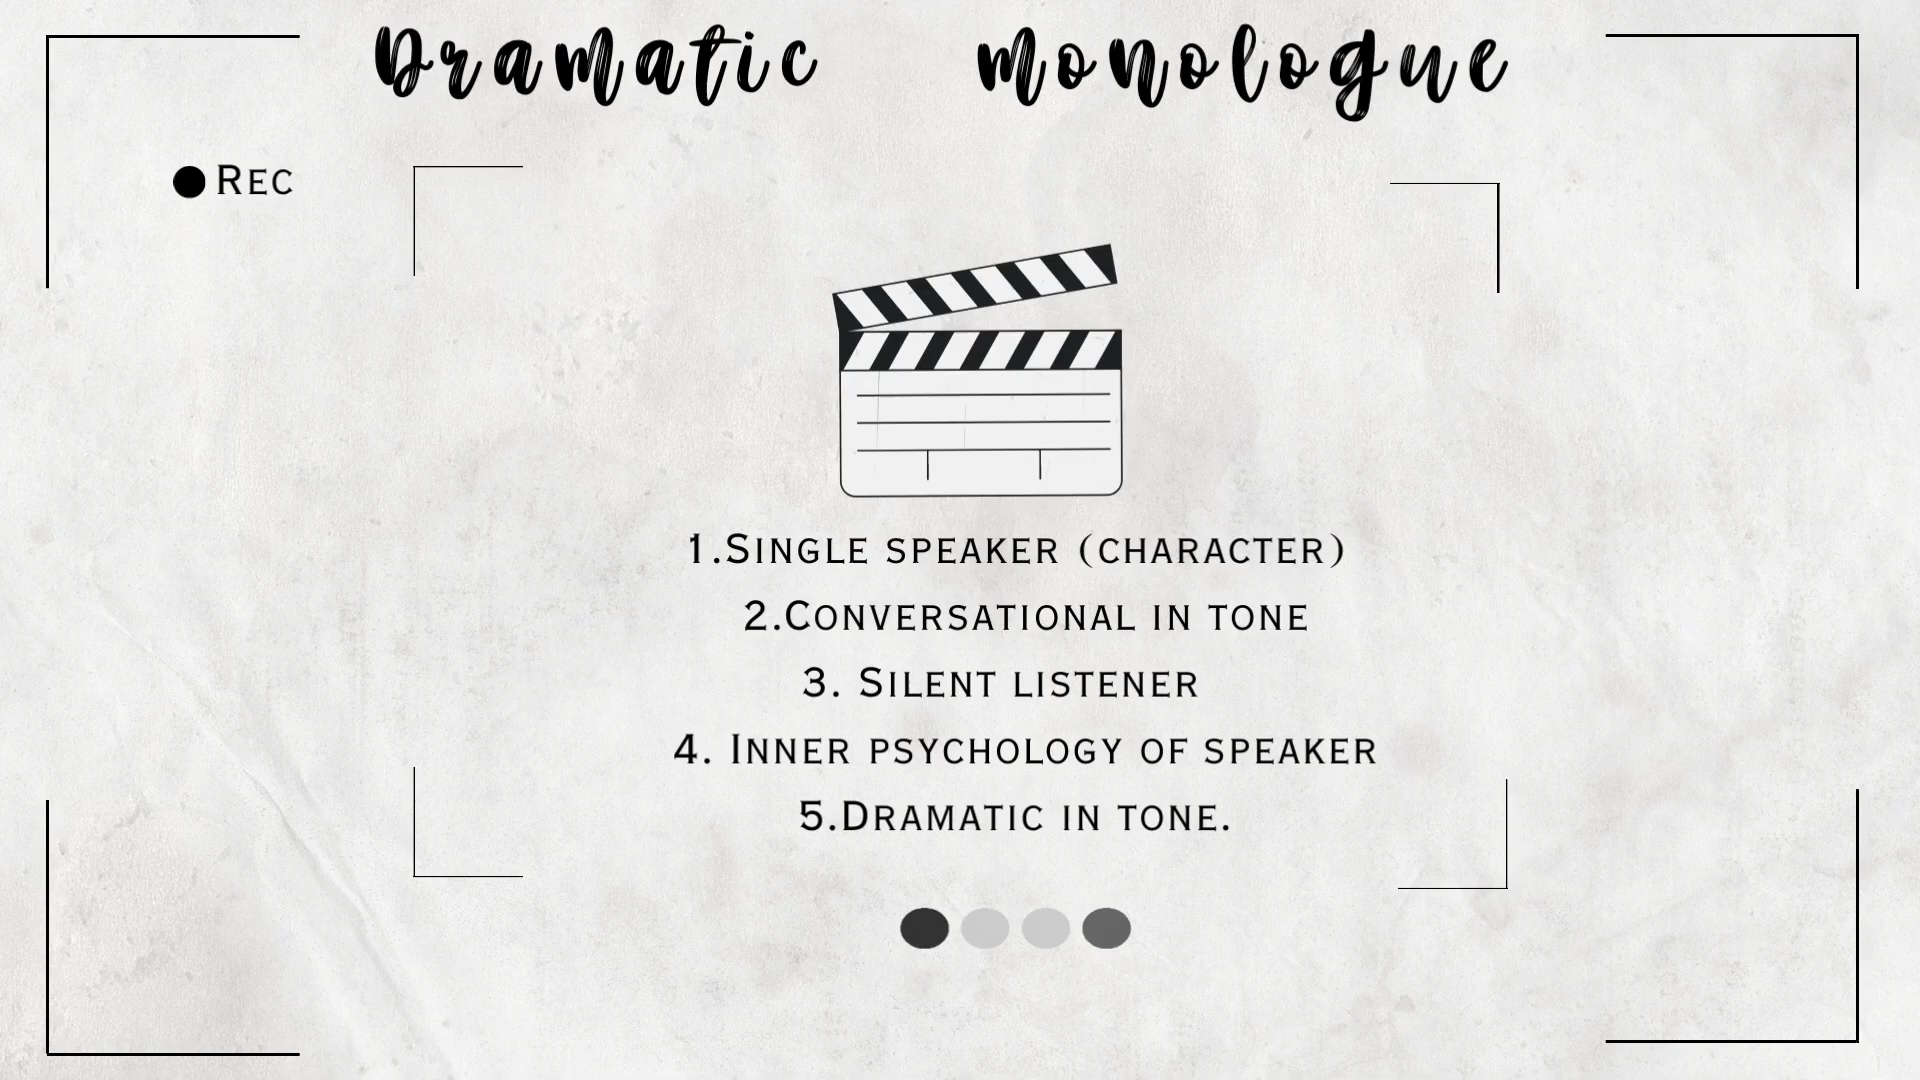 Dramatic monologue
Rec
1.Single speaker (character)
2.Conversational in tone
3. Silent listener
4. Inner psychology of speaker
5.Dramatic in tone.